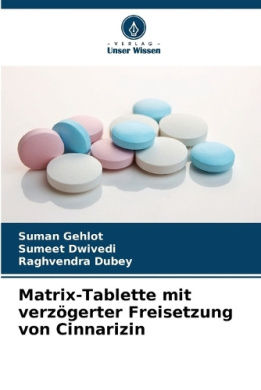 - VERLAG -
Unser Wissen
Suman Gehlot
Sumeet Dwivedi
Raghvendra Dubey
Matrix-Tablette mit
verzögerter Freisetzung
von Cinnarizin